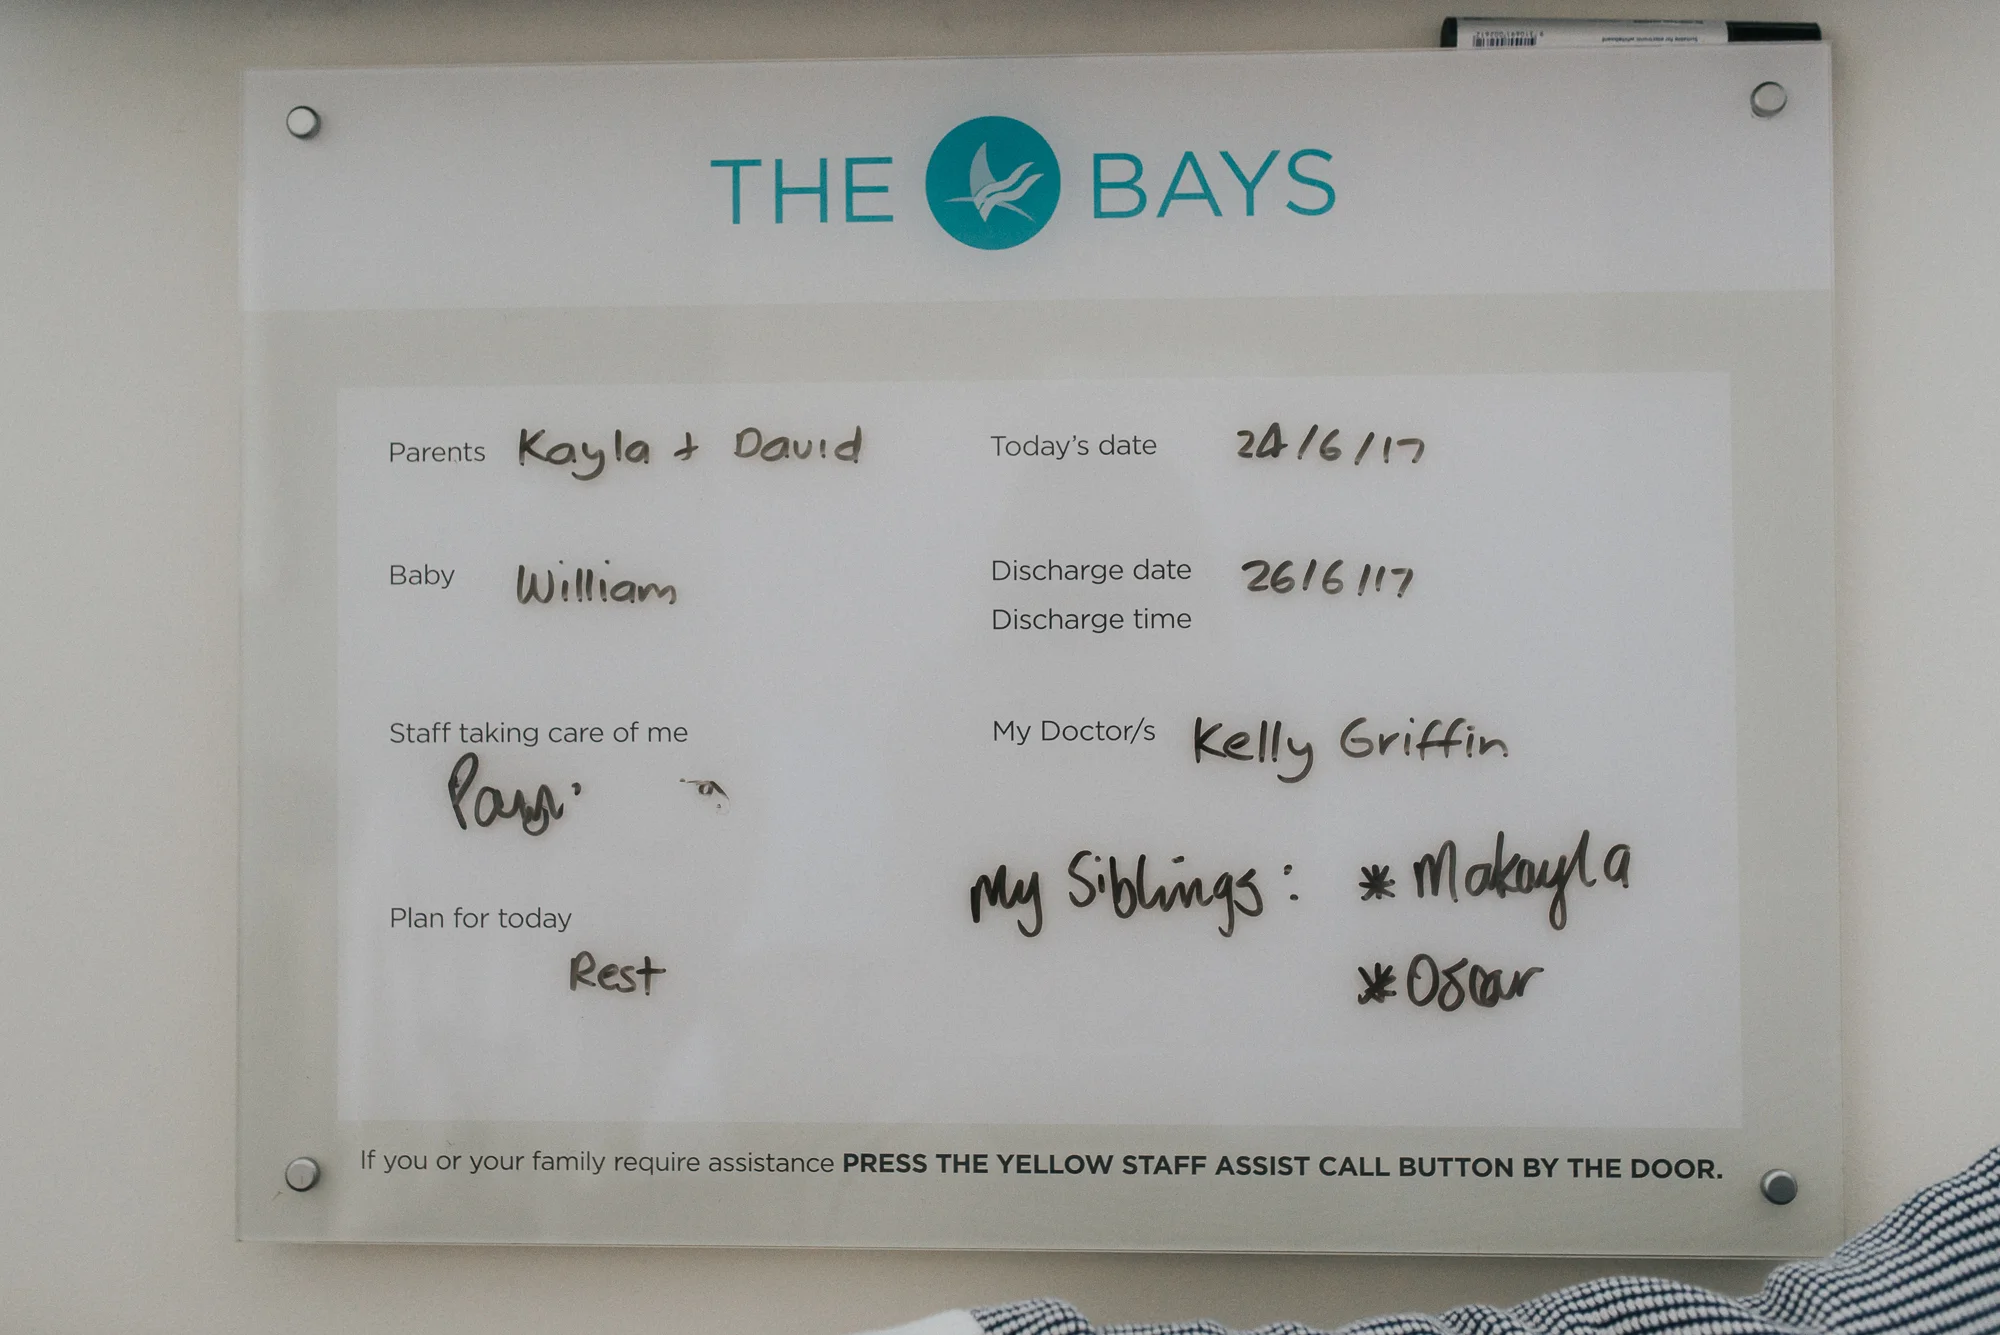 THE BAYS
Parents Kayla + David
Today's date 24/6/17
Baby William
Discharge date 26/6/17
Discharge time
Staff taking care of me
My Doctor/s Kelly Griffin
My Siblings: * Makayla
* Oscar
Plan for today
Rest
If you or your family require assistance PRESS THE YELLOW STAFF ASSIST CALL BUTTON BY THE DOOR.